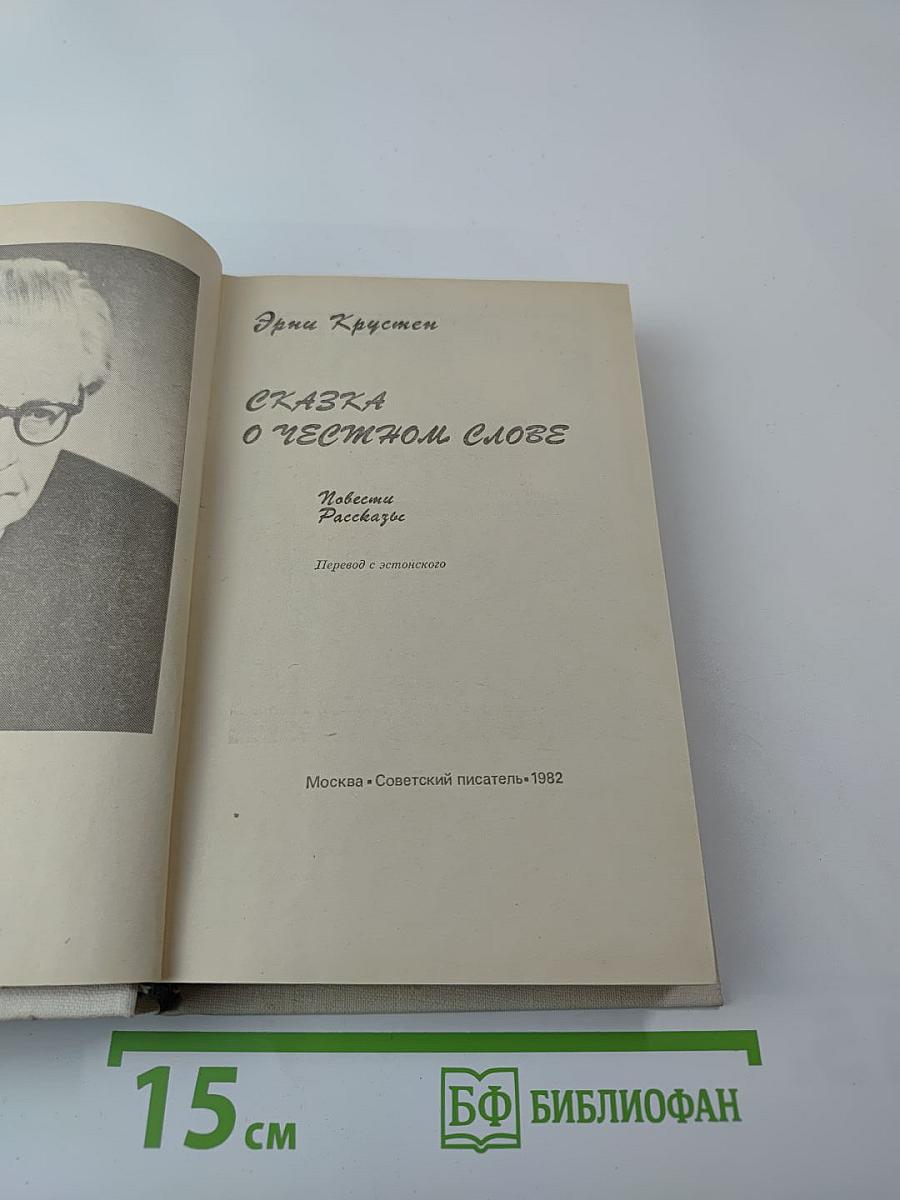 Эрни Крустен
СКАЗКА
О ЧЕСТНОМ СЛОВЕ
Повести
Рассказы
Перевод с эстонского
Москва ▪ Советский писатель ▪ 1982
15 см
БФ БИБЛИОФАН